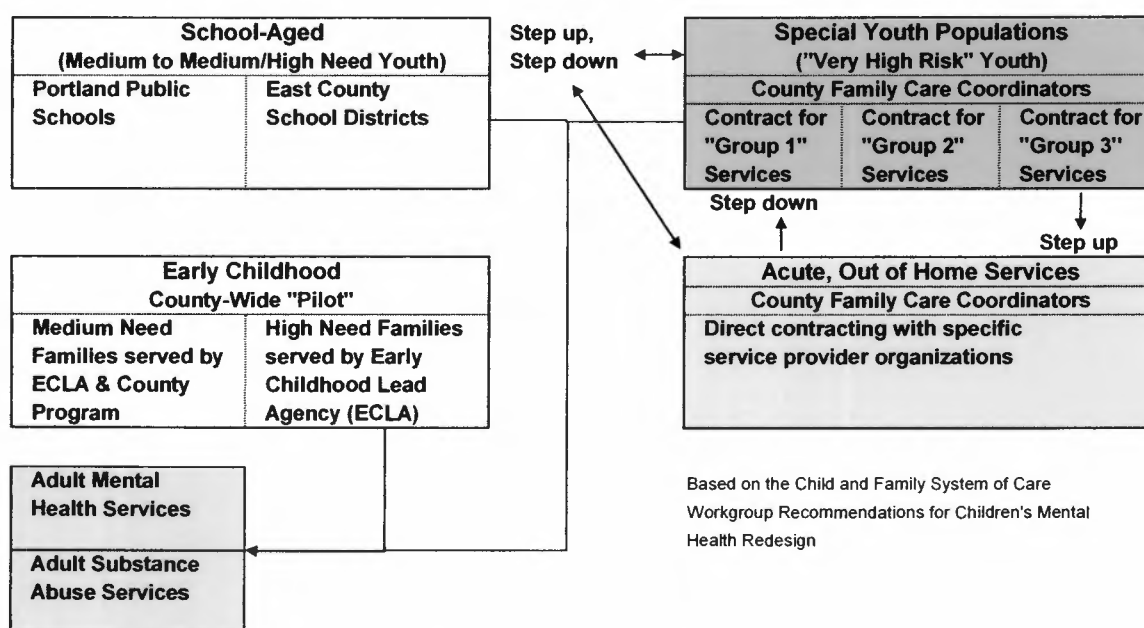 School-Aged
(Medium to Medium/High Need Youth)
Portland Public
Schools
East County
School Districts
Step up,
Step down
Special Youth Populations
("Very High Risk" Youth)
County Family Care Coordinators
Contract for
"Group 1"
Services
Contract for
"Group 2"
Services
Contract for
"Group 3"
Services
Step down
Step up
Early Childhood
County-Wide "Pilot"
Medium Need
Families served by
ECLA & County
Program
High Need Families
served by Early
Childhood Lead
Agency (ECLA)
Acute, Out of Home Services
County Family Care Coordinators
Direct contracting with specific
service provider organizations
Adult Mental
Health Services
Adult Substance
Abuse Services
Based on the Child and Family System of Care
Workgroup Recommendations for Children's Mental
Health Redesign